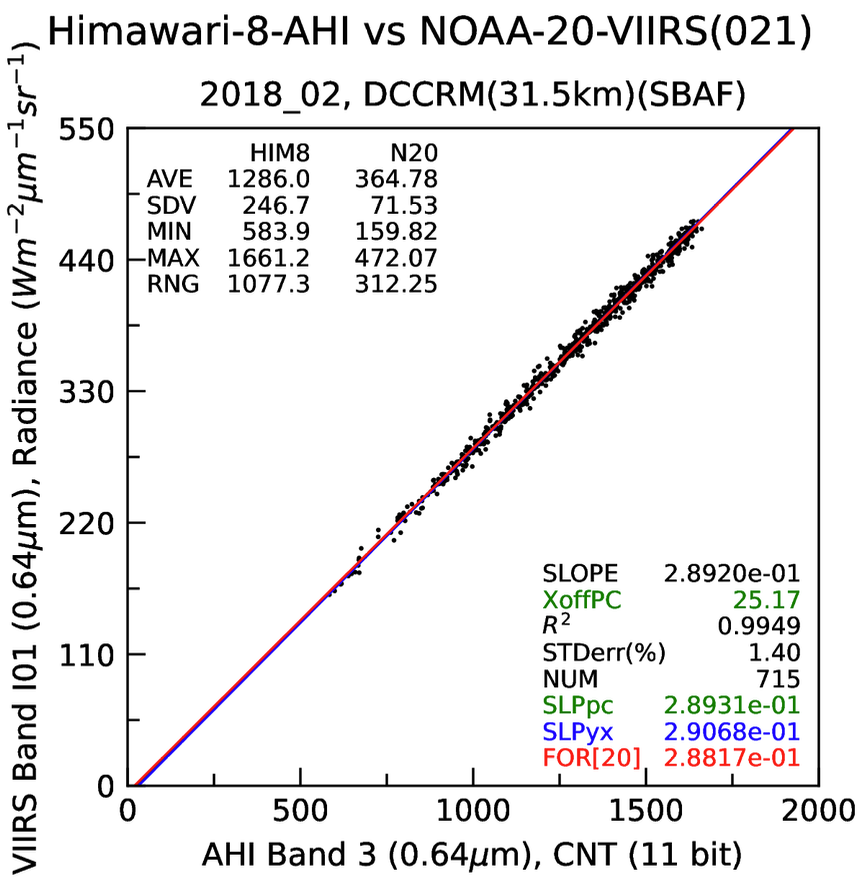 Himawari-8-AHI vs NOAA-20-VIIRS(021)
2018_02, DCCRM(31.5km)(SBAF)
VIIRS Band I01 (0.64μm), Radiance (Wm⁻²μm⁻¹sr⁻¹)
550
440
330
220
110
0
HIM8 N20
AVE 1286.0 364.78
SDV 246.7 71.53
MIN 583.9 159.82
MAX 1661.2 472.07
RNG 1077.3 312.25
SLOPE 2.8920e-01
XoffPC 25.17
R² 0.9949
STDerr(%) 1.40
NUM 715
SLPpc 2.8931e-01
SLPyx 2.9068e-01
FOR[20] 2.8817e-01
0 500 1000 1500 2000
AHI Band 3 (0.64μm), CNT (11 bit)